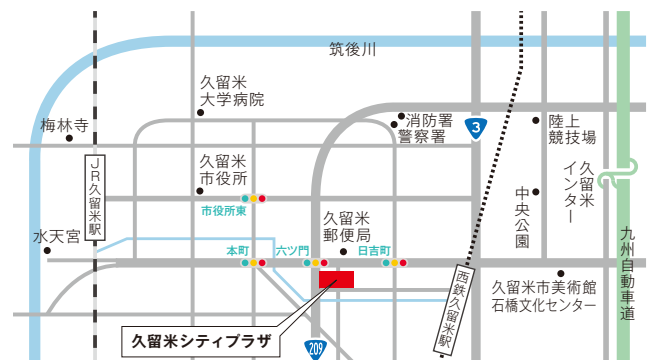 筑後川
久留米
大学病院
消防署
警察署
3
陸上
競技場
梅林寺
久留米
インター
JR久留米駅
久留米
市役所
市役所東
中央公園
九州自動車道
水天宮
久留米
郵便局
本町
六ツ門
日吉町
西鉄久留米駅
久留米市美術館
石橋文化センター
久留米シティプラザ
209